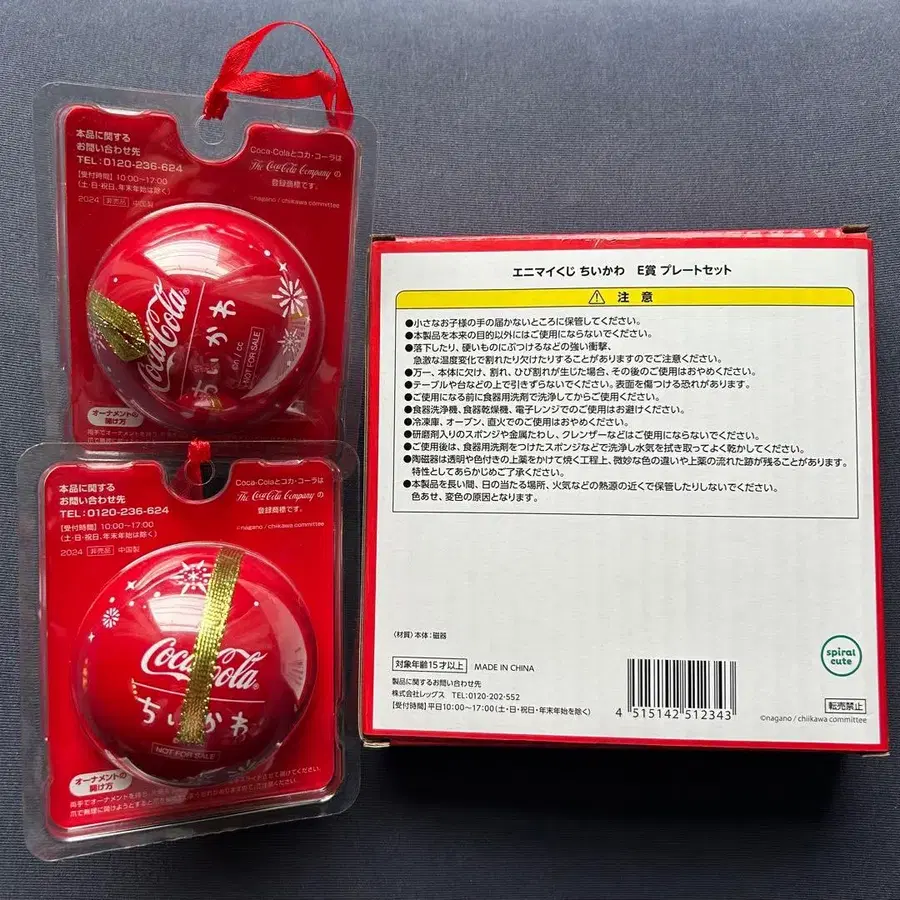 本品に関する
お問い合わせ先
TEL:0120-236-624
【受付時間】10:00〜17:00
(土・日・祝日、年末年始は除く)
2024 非売品 中国製
Coca-Colaとコカ・コーラは
The Coca-Cola Company の
登録商標です。
©nagano / chiikawa committee
Coca-Cola
ちいかわ
NOT FOR SALE
オーナメントの
開け方
本品に関する
お問い合わせ先
TEL:0120-236-624
【受付時間】10:00〜17:00
(土・日・祝日、年末年始は除く)
2024 非売品 中国製
Coca-Colaとコカ・コーラは
The Coca-Cola Company の
登録商標です。
©nagano / chiikawa committee
Coca-Cola
ちいかわ
NOT FOR SALE
オーナメントの
開け方
エニマイくじ ちいかわ E賞 プレートセット
注意
●小さなお子様の手の届かないところに保管してください。
●本製品を本来の目的以外にはご使用にならないでください。
●落下したり、硬いものにぶつけるなどの強い衝撃、
急激な温度変化で割れたり欠けたりすることがありますのでご注意ください。
●万一、本体に欠け、割れ、ひび割れが生じた場合、その後のご使用はおやめください。
●テーブルや台などの上で引きずらないでください。表面を傷つける恐れがあります。
●ご使用になる前に食器用洗剤で洗浄してからご使用ください。
●食器洗浄機、食器乾燥機、電子レンジでのご使用はお避けください。
●冷凍庫、オーブン、直火でのご使用は、おやめください。
●研磨剤入りのスポンジや金属たわし、クレンザーなどはご使用にならないでください。
●ご使用後は、食器用洗剤をつけたスポンジなどで洗浄し水気を拭き取ってよく乾かしてください。
●陶磁器は透明や色付きの上薬をかけて焼く工程上、微妙な色の違いや上薬の流れた跡が残ることがあります。
特性としてあらかじめご了承ください。
●本製品を長い間、日の当たる場所、火気などの熱源の近くで保管したりしないでください。
色あせ、変色の原因となります。
〈材質〉本体:磁器
対象年齢15才以上 MADE IN CHINA
製品に関するお問い合わせ先
株式会社レッグス TEL:0120-202-552
【受付時間】平日10:00〜17:00(土・日・祝日・年末年始を除く)
4 515142 512343
spiral
cute
転売禁止
©nagano / chiikawa committee